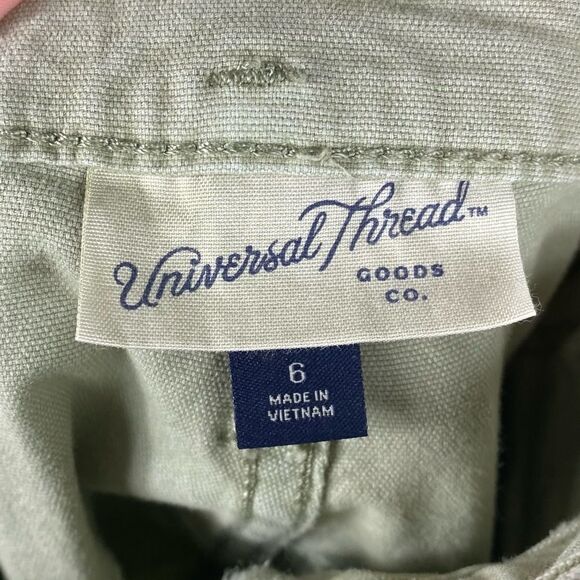 Universal Thread™
GOODS
CO.
6
MADE IN
VIETNAM